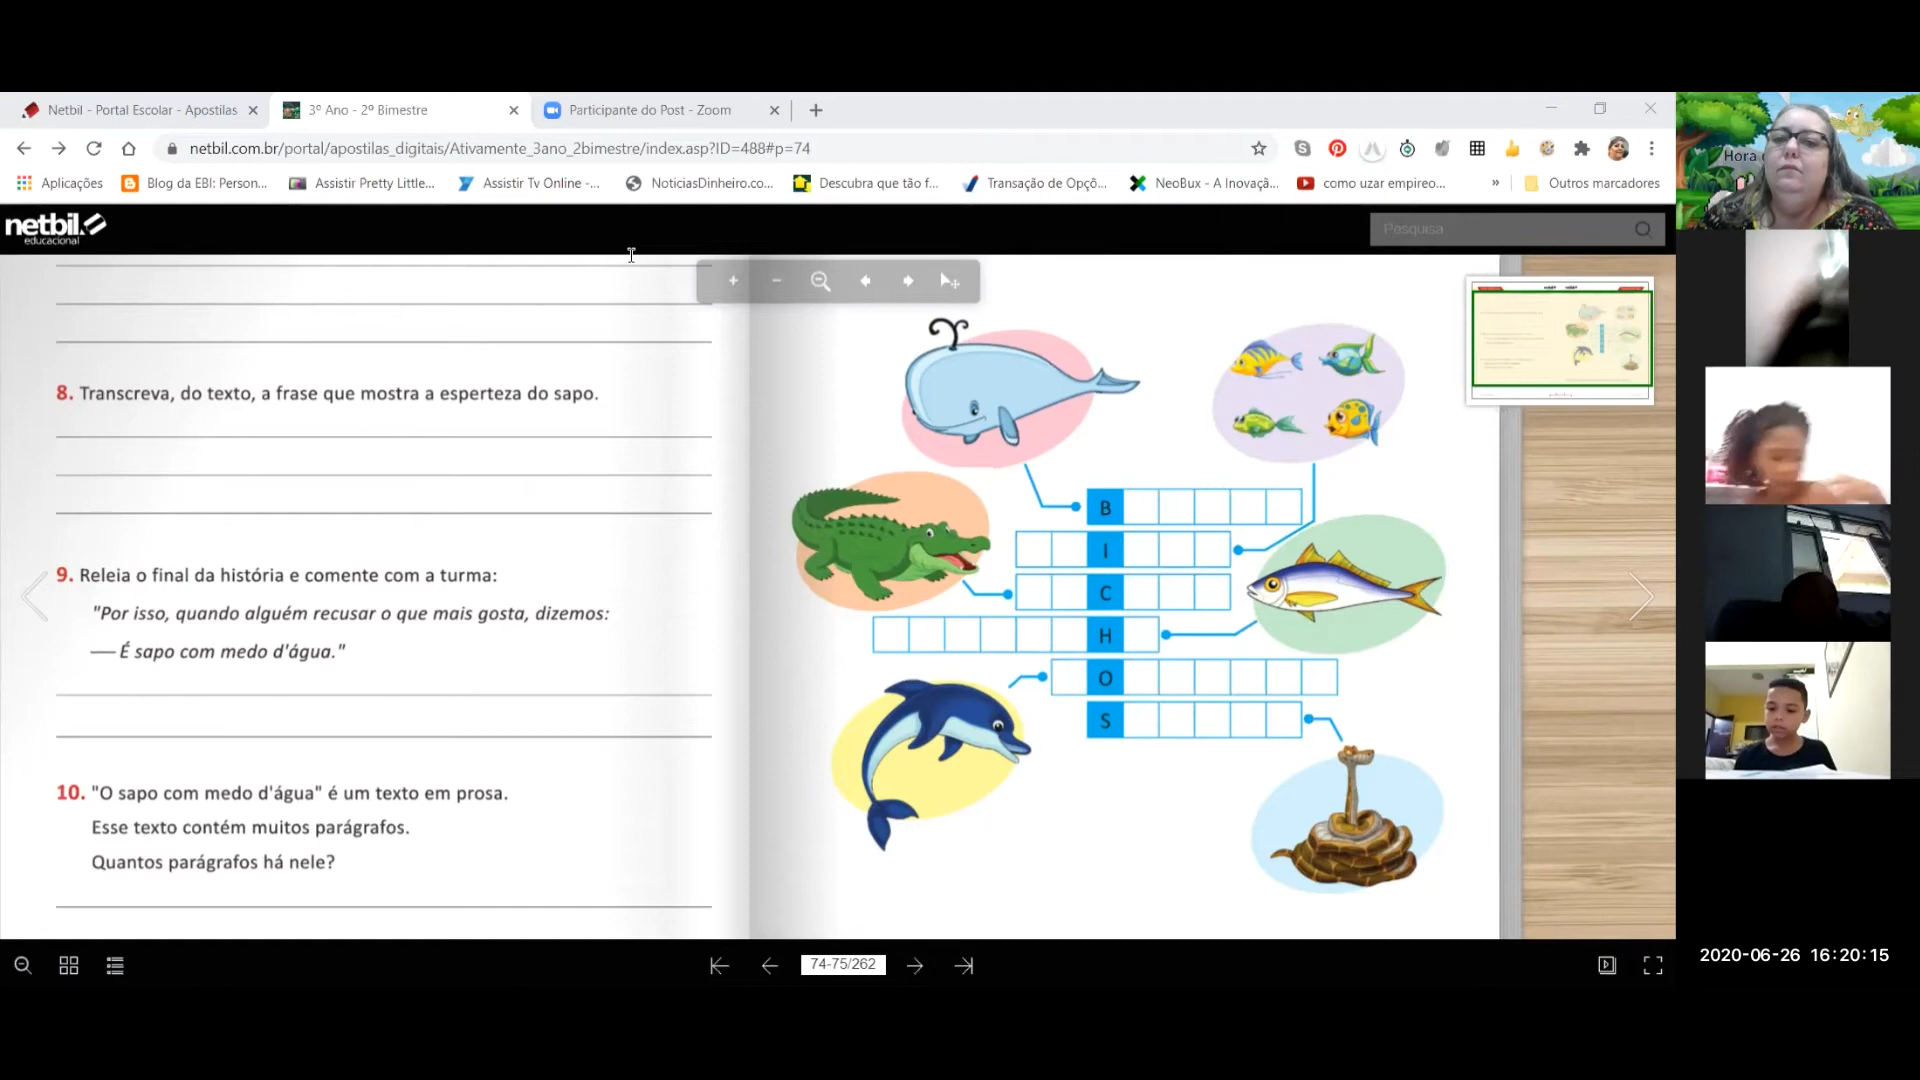 Netbil - Portal Escolar - Apostilas
3º Ano - 2º Bimestre
Participante do Post - Zoom
netbil.com.br/portal/apostilas_digitais/Ativamente_3ano_2bimestre/index.asp?ID=488#p=74
Aplicações
Blog da EBI: Person...
Assistir Pretty Little...
Assistir Tv Online -...
NoticiasDinheiro.co...
Descubra que tão f...
Transação de Opçõ...
NeoBux - A Inovaçã...
como uzar empireo...
»
Outros marcadores
Hora
netbil
educacional
Pesquisa
8. Transcreva, do texto, a frase que mostra a esperteza do sapo.
9. Releia o final da história e comente com a turma:
"Por isso, quando alguém recusar o que mais gosta, dizemos:
— É sapo com medo d'água."
10. "O sapo com medo d'água" é um texto em prosa.
Esse texto contém muitos parágrafos.
Quantos parágrafos há nele?
B
I
C
H
O
S
74-75/262
2020-06-26 16:20:15